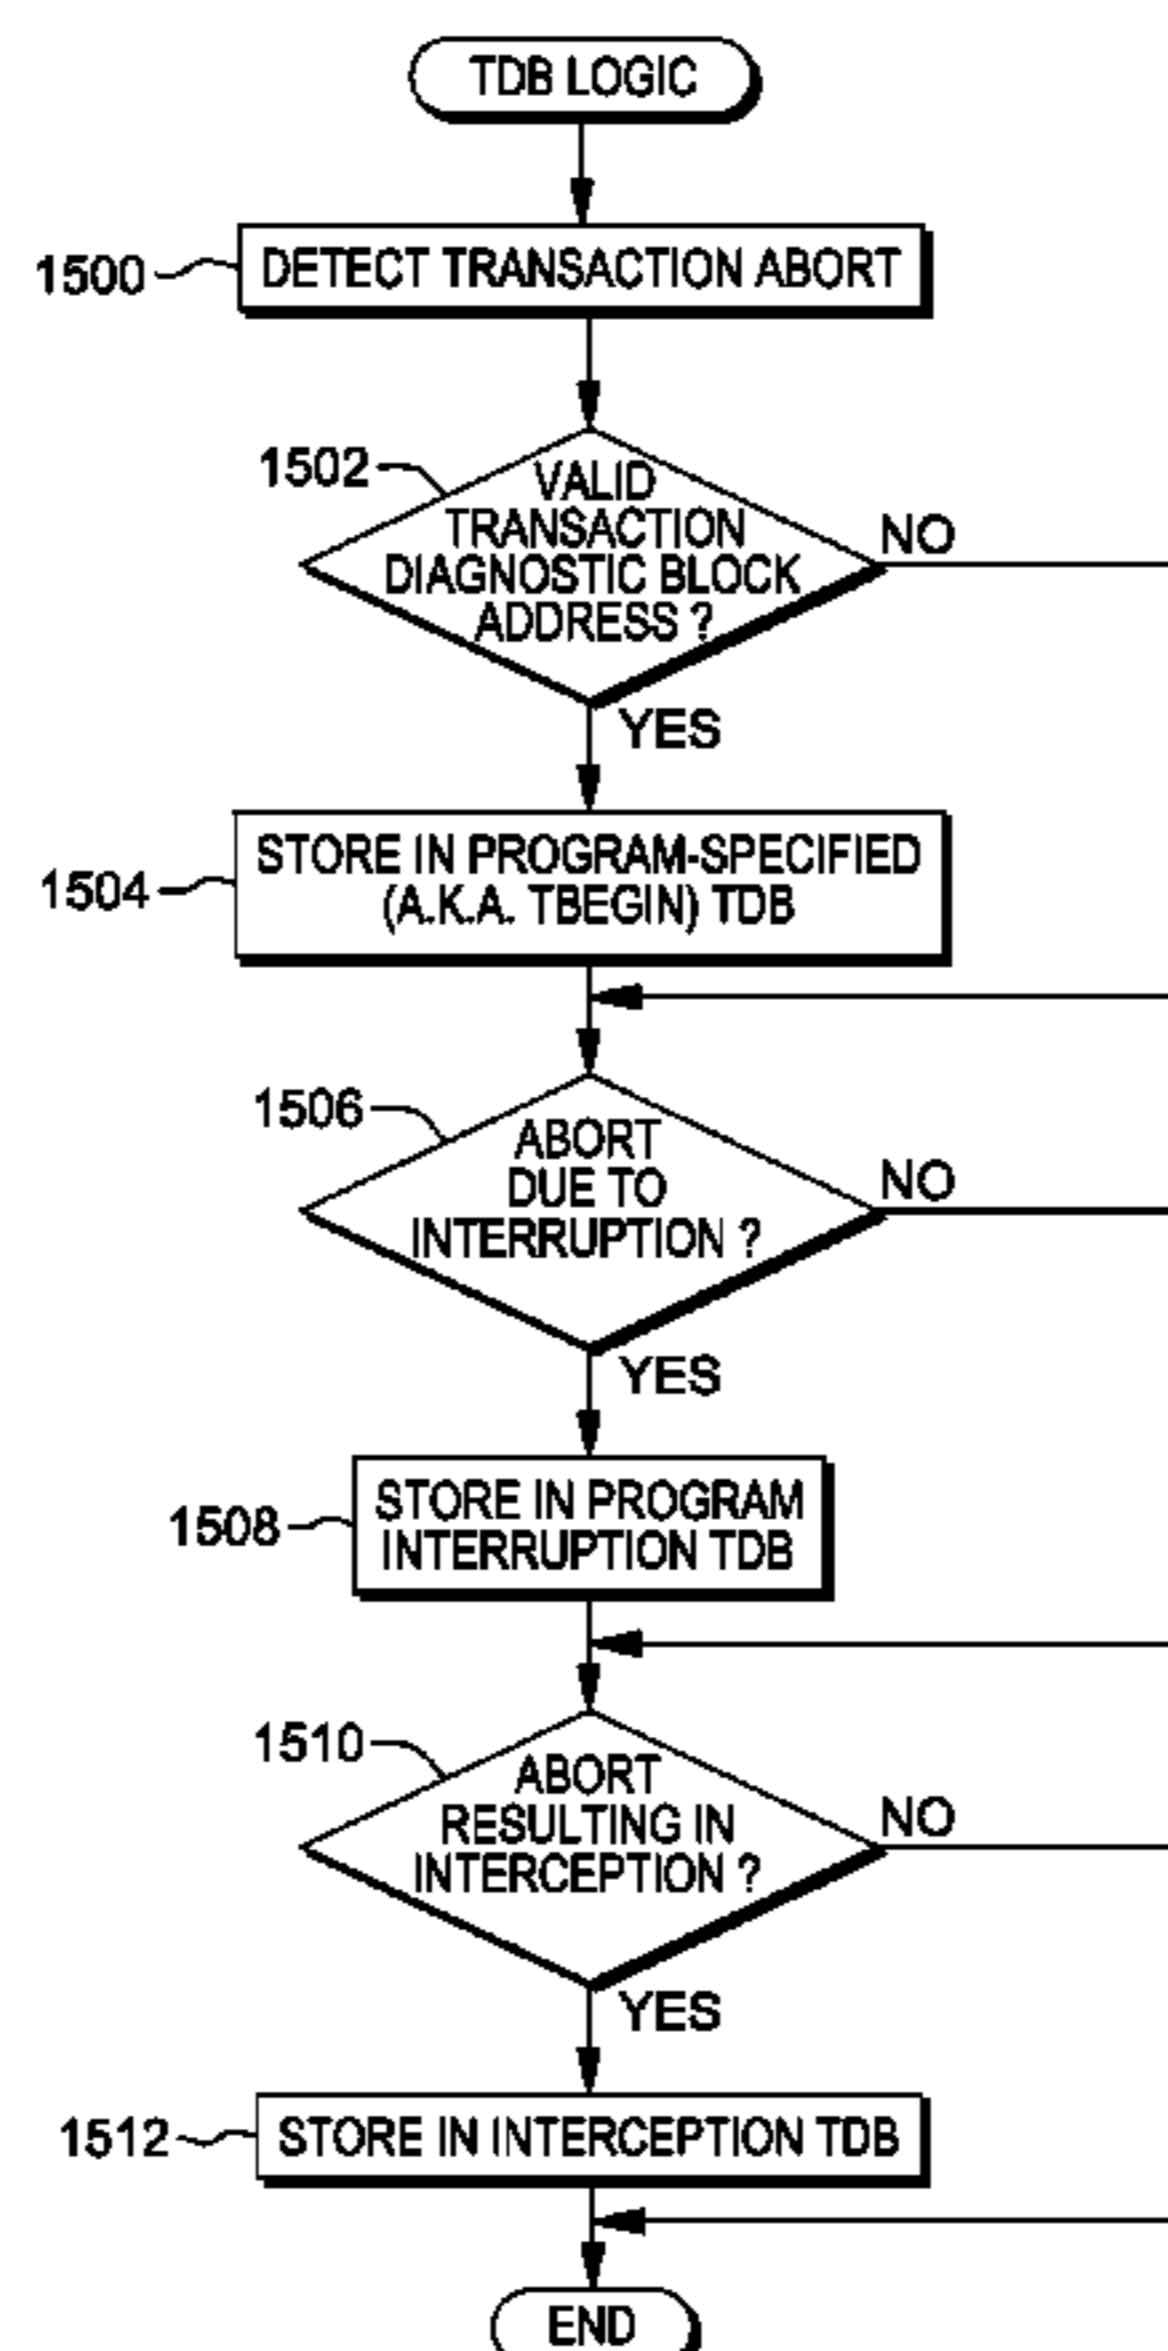 TDB LOGIC
1500
DETECT TRANSACTION ABORT
1502
VALID
TRANSACTION
DIAGNOSTIC BLOCK
ADDRESS ?
NO
YES
1504
STORE IN PROGRAM-SPECIFIED
(A.K.A. TBEGIN) TDB
1506
ABORT
DUE TO
INTERRUPTION ?
NO
YES
1508
STORE IN PROGRAM
INTERRUPTION TDB
1510
ABORT
RESULTING IN
INTERCEPTION ?
NO
YES
1512
STORE IN INTERCEPTION TDB
END